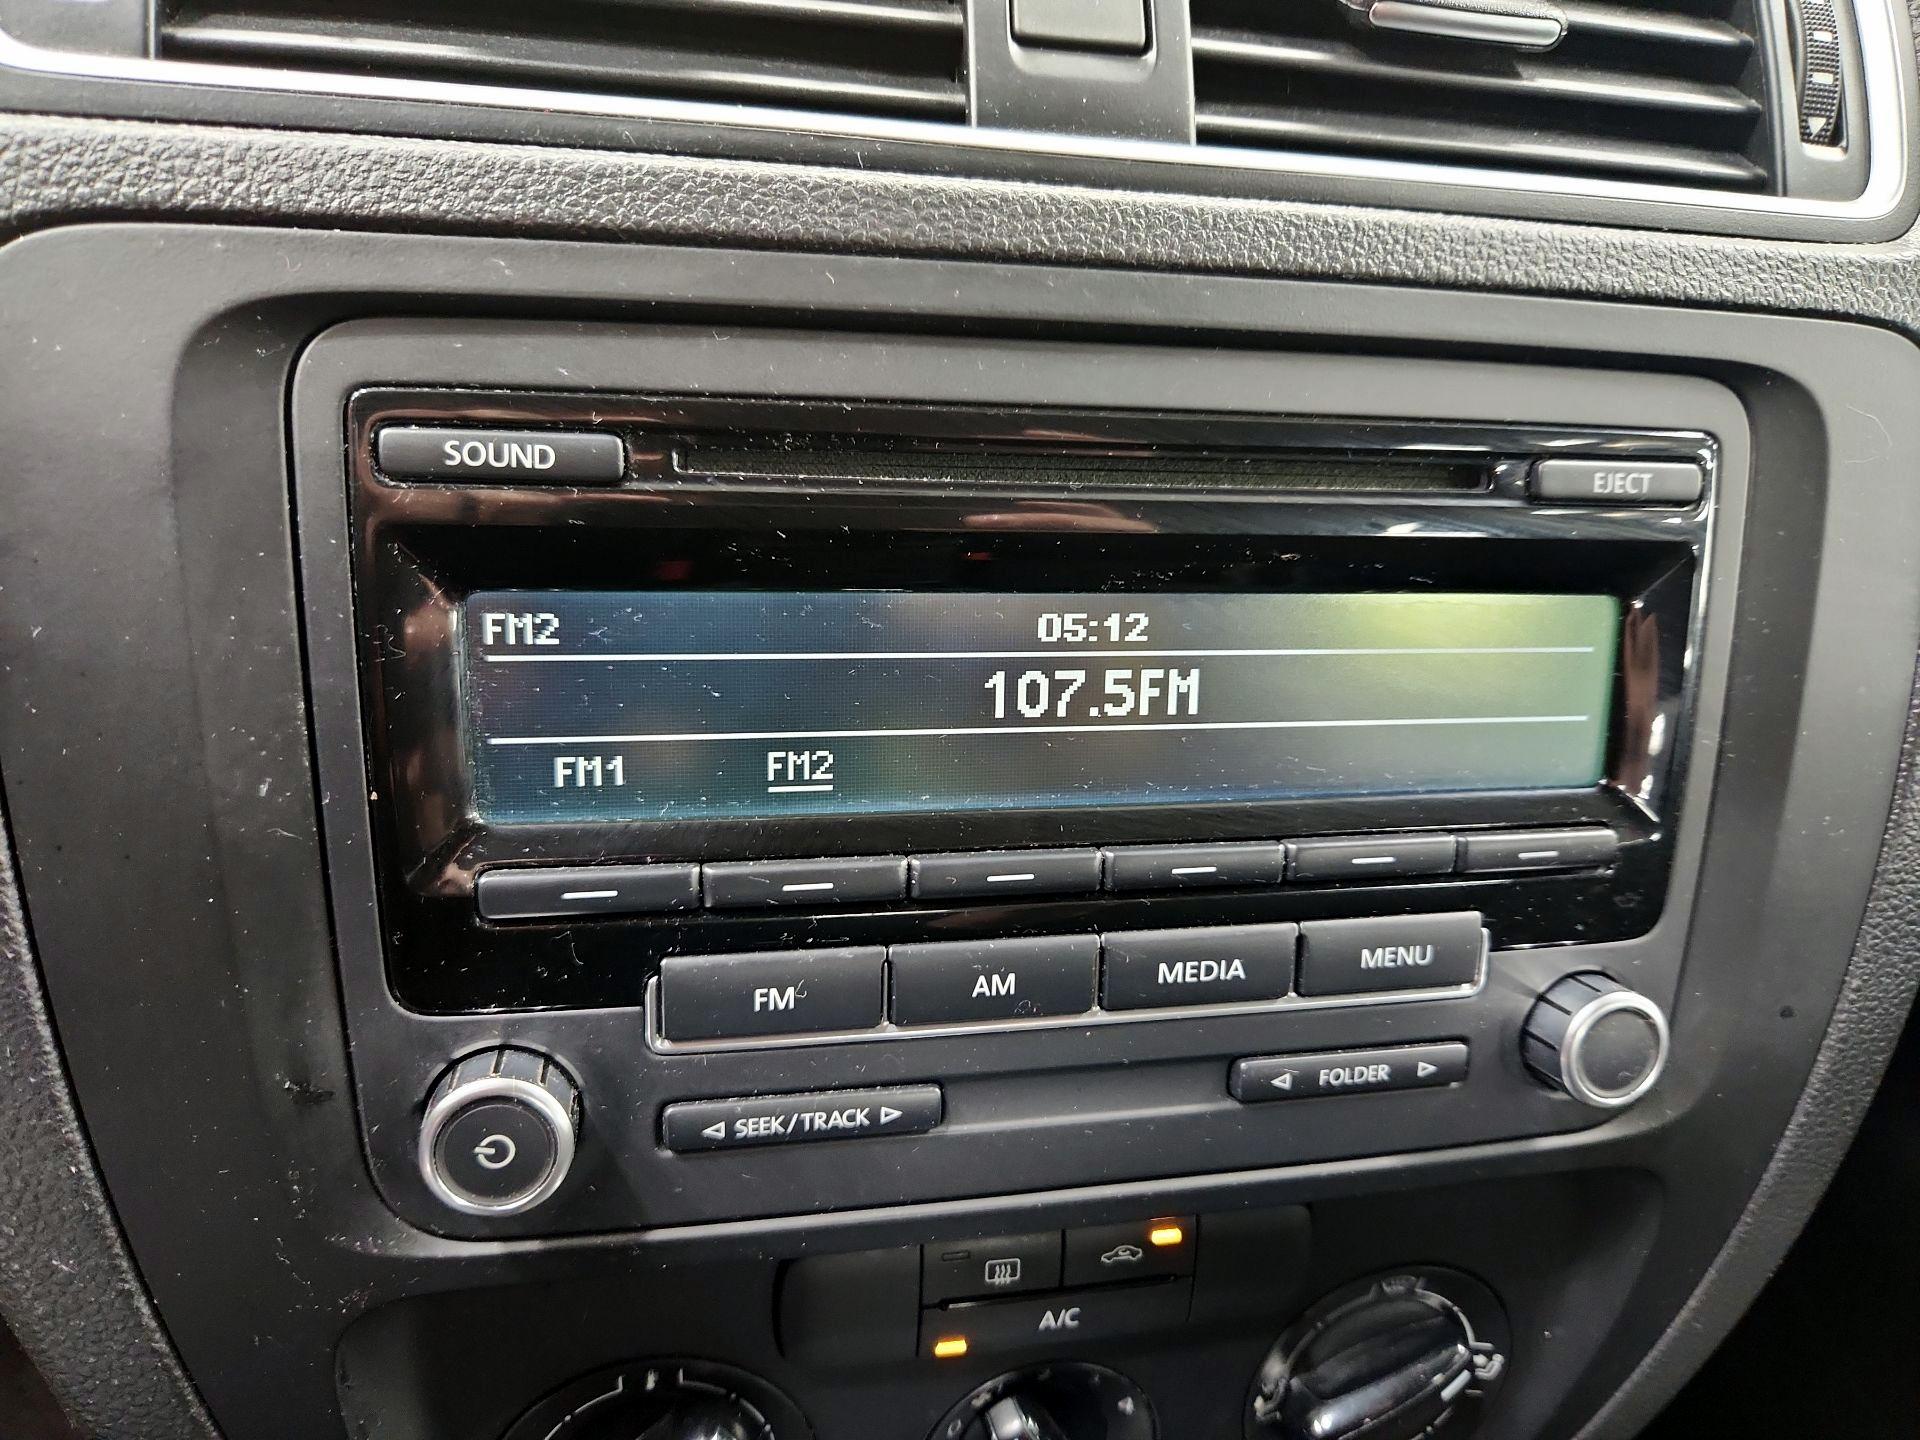 SOUND
EJECT
FM2 05:12
107.5FM
FM1 FM2
FM AM MEDIA MENU
SEEK/TRACK FOLDER
A/C